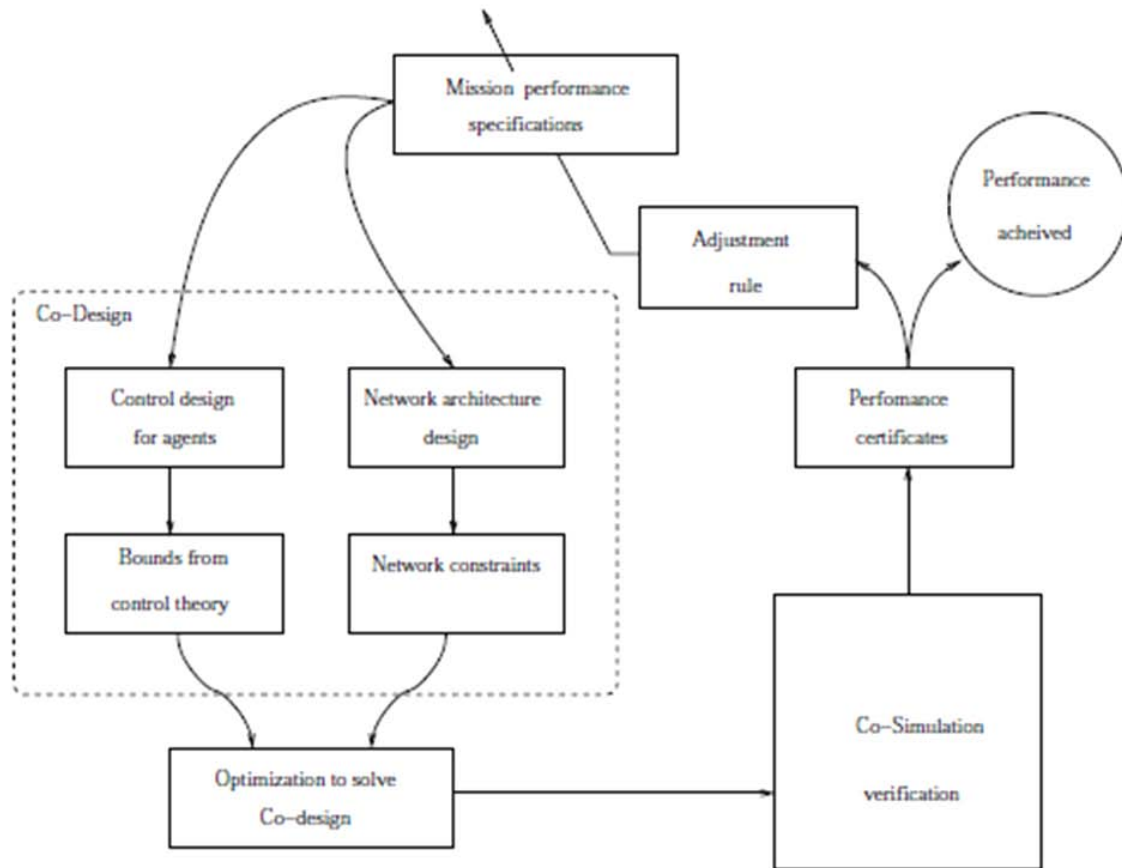 Mission performance
specifications
Performance
acheived
Adjustment
rule
Co-Design
Control design
for agents
Network architecture
design
Perfomance
certificates
Bounds from
control theory
Network constraints
Co-Simulation
verification
Optimization to solve
Co-design